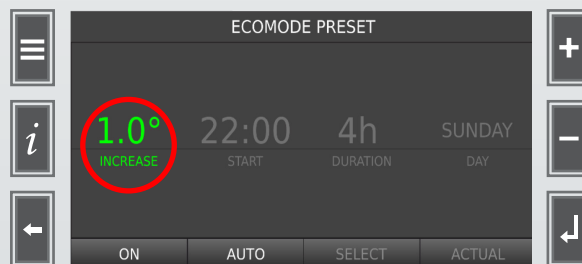 ECOMODE PRESET
1.0° 22:00 4h SUNDAY
INCREASE START DURATION DAY
ON AUTO SELECT ACTUAL
i
+
−